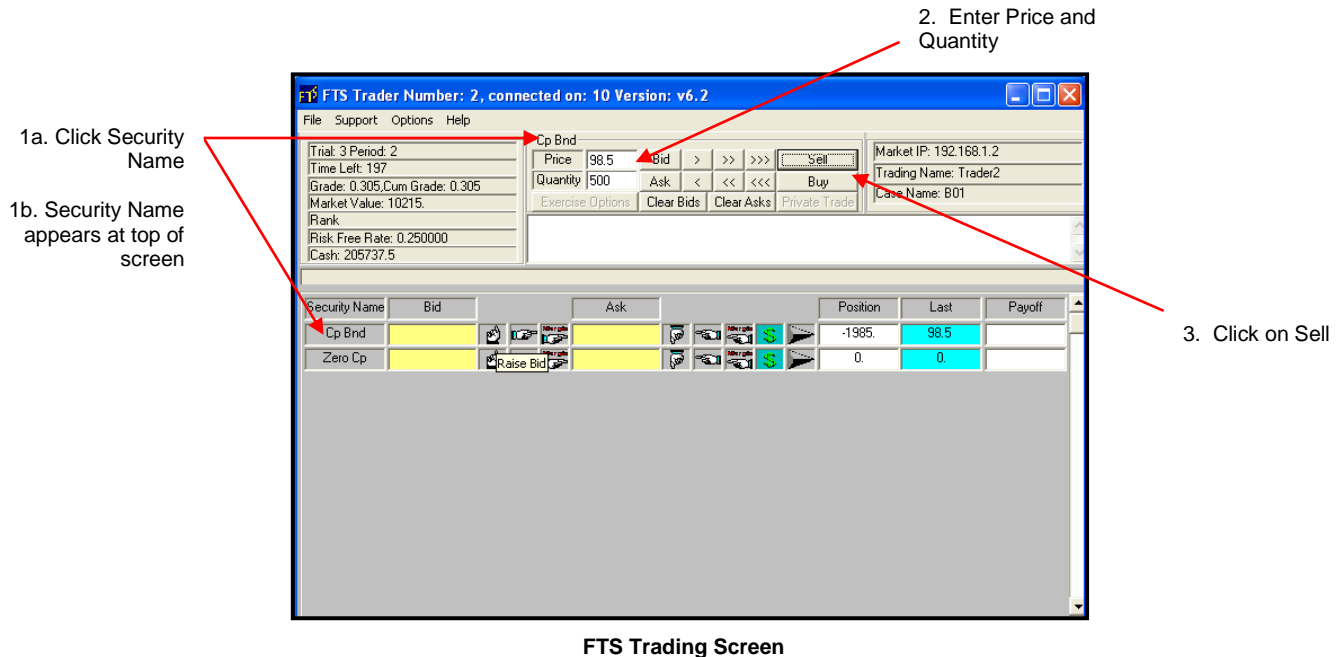 2. Enter Price and
Quantity
1a. Click Security
Name
1b. Security Name
appears at top of
screen
FTS FTS Trader Number: 2, connected on: 10 Version: v6.2
File Support Options Help
Trial: 3 Period: 2
Time Left: 197
Grade: 0.305,Cum Grade: 0.305
Market Value: 10215.
Rank
Risk Free Rate: 0.250000
Cash: 205737.5
Cp Bnd
Price 98.5 Bid > >> >>> Sell
Quantity 500 Ask < << <<< Buy
Exercise Options Clear Bids Clear Asks Private Trade
Market IP: 192.168.1.2
Trading Name: Trader2
Case Name: B01
Security Name Bid Ask Position Last Payoff
Cp Bnd Margin Margin $ -1985. 98.5
Zero Cp Margin Margin $ 0. 0.
Raise Bid
3. Click on Sell
FTS Trading Screen